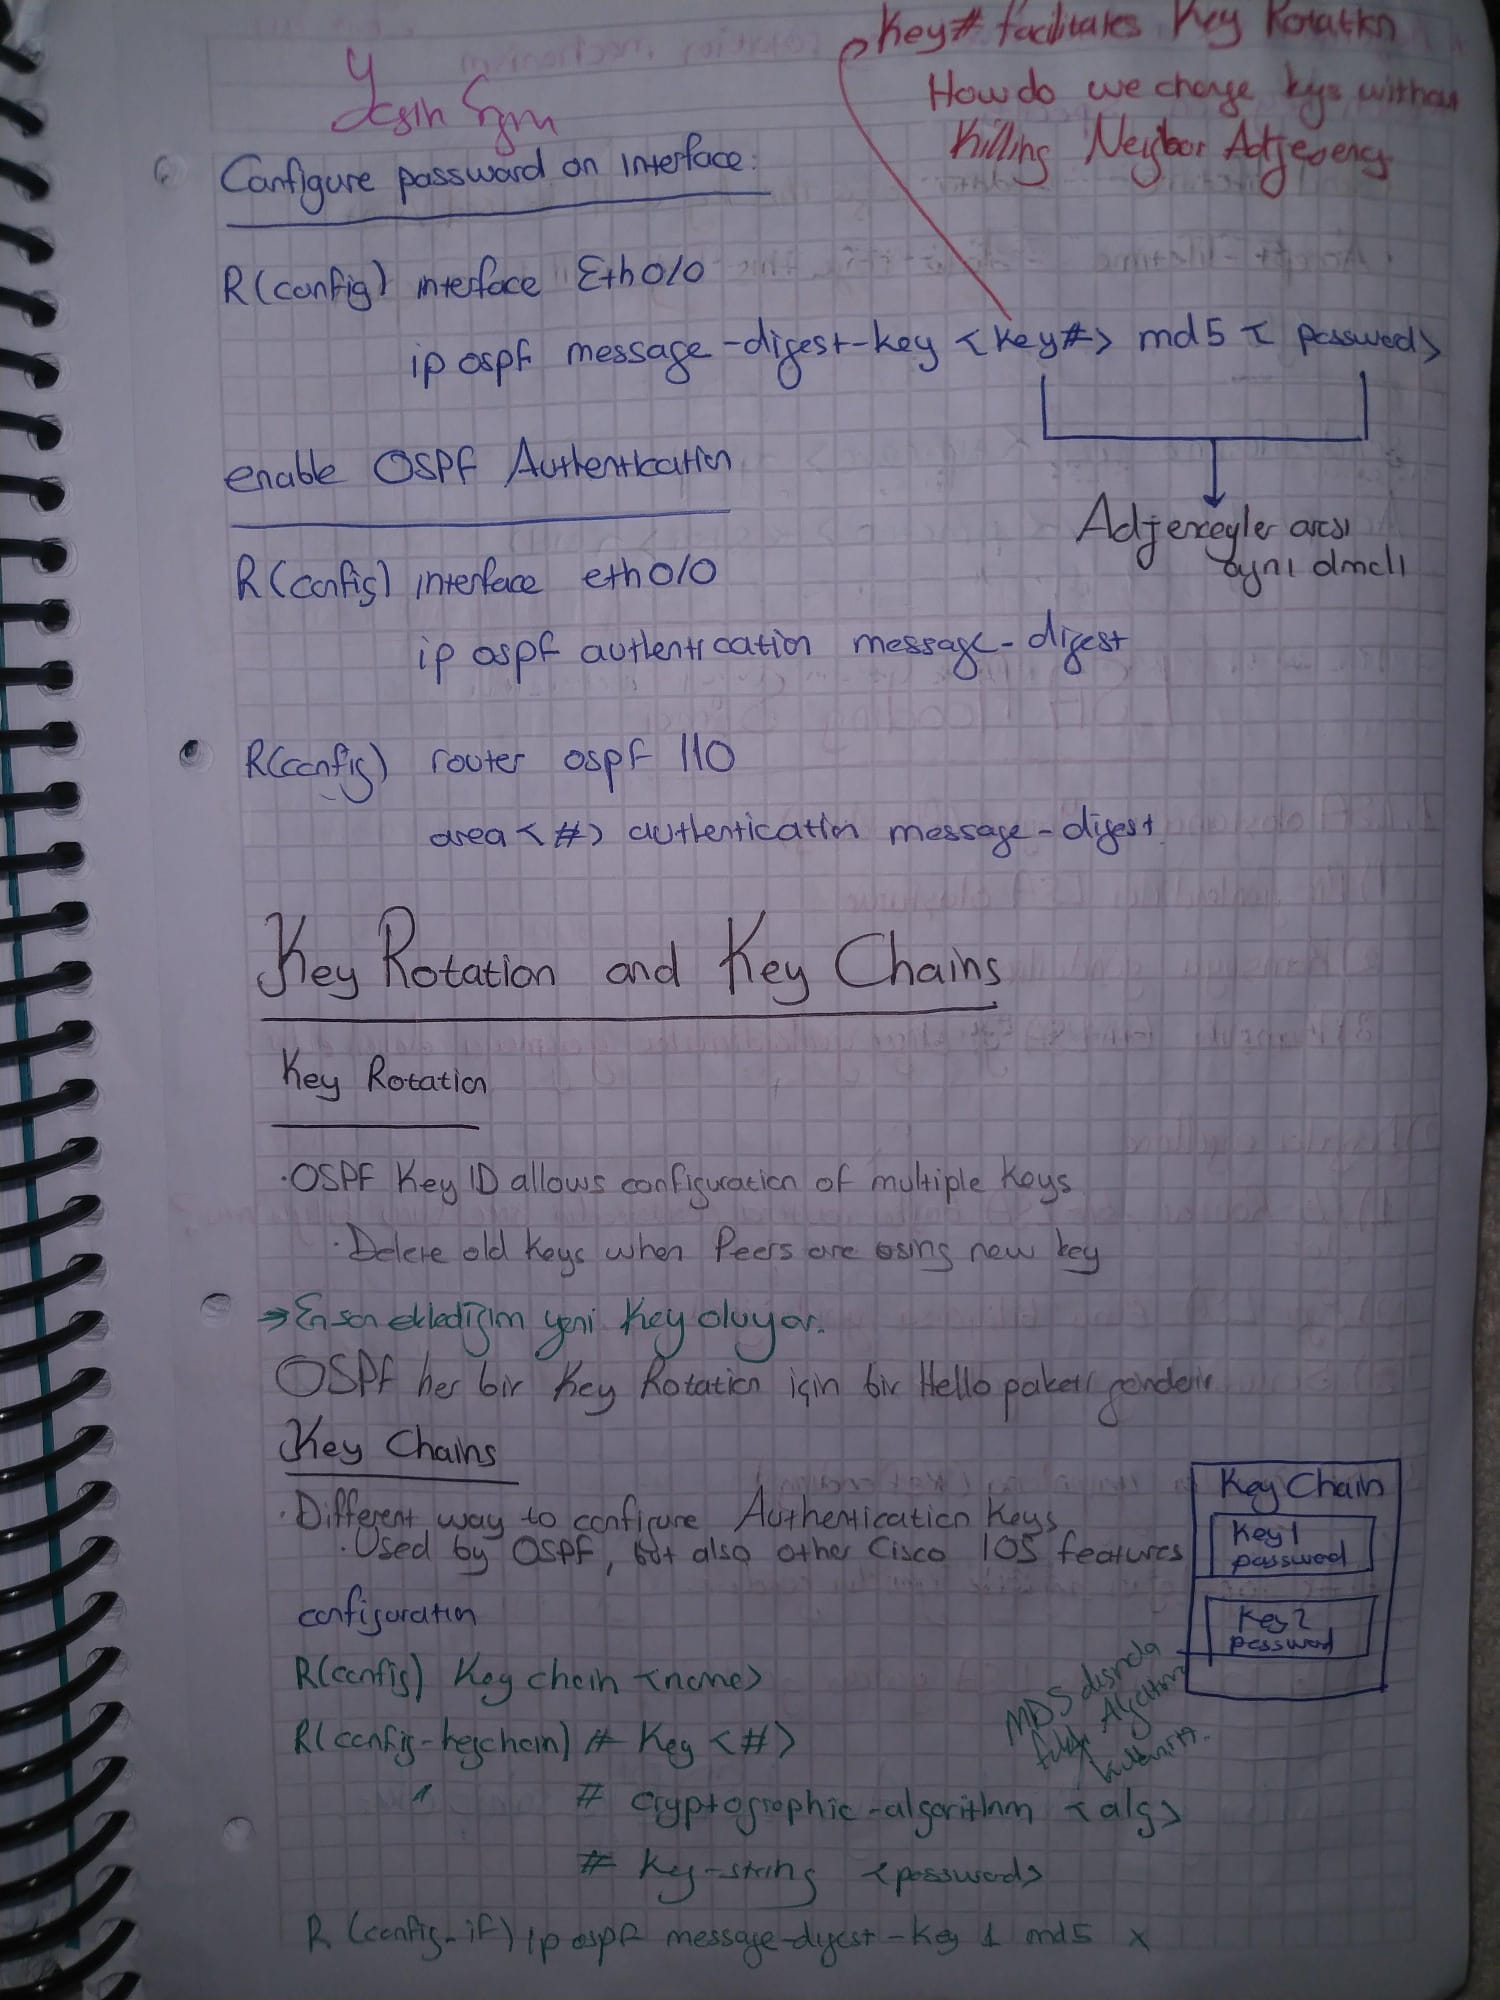 Key# facilitates Key Rotation
How do we change keys without
Killing Neigbor Adjecency
Configure password on interface:
R(config) interface Eth0/0
ip ospf message-digest-key <key#> md5 < password>
enable OSPF Authentication
Adjenceyler arası
aynı olmalı
R(config) interface eth0/0
ip ospf authentication message-digest
R(config) router ospf 110
area <#> authentication message-digest
Key Rotation and Key Chains
Key Rotation
·OSPF Key ID allows configuration of multiple Keys
·Delete old Keys when Peers are using new key
→ En son eklediğim yeni Key oluyor.
OSPF her bir Key Rotation için bir Hello paketi gönderir
Key Chains
·Different way to configure Authentication Keys
·Used by OSPF, but also other Cisco IOS features
Key Chain
Key1
password
Key2
password
configuration
R(config) Key chain <name>
MD5 dışında
farklı Algoritma
kullanırız.
R(config-keychain) # Key <#>
" # cryptographic-algorithm <alg>
# Key-string <password>
R (config-if) ip ospf message-digest-key 1 md5 x